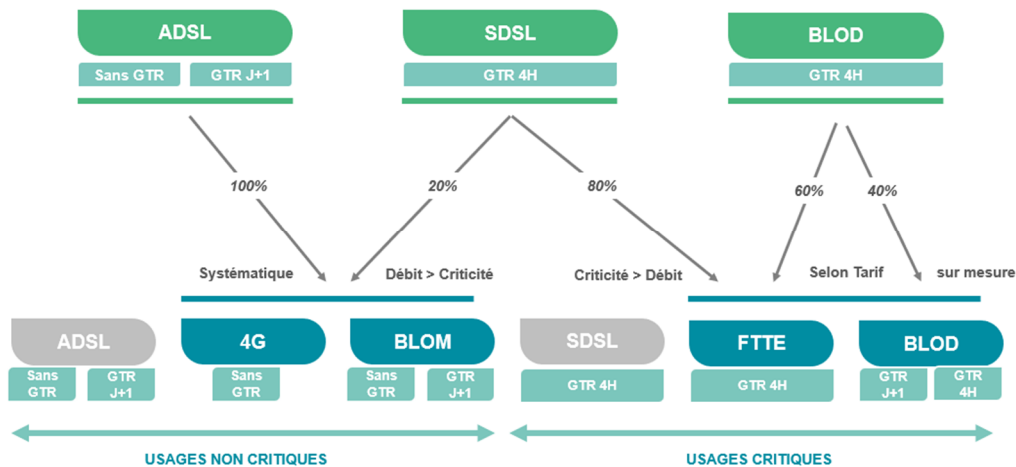 ADSL
SDSL
BLOD
Sans GTR
GTR J+1
GTR 4H
GTR 4H
100%
20%
80%
60%
40%
Systématique
Débit > Criticité
Criticité > Débit
Selon Tarif
sur mesure
ADSL
4G
BLOM
SDSL
FTTE
BLOD
Sans
GTR
GTR
J+1
Sans
GTR
Sans
GTR
GTR
J+1
GTR 4H
GTR 4H
GTR
J+1
GTR
4H
USAGES NON CRITIQUES
USAGES CRITIQUES